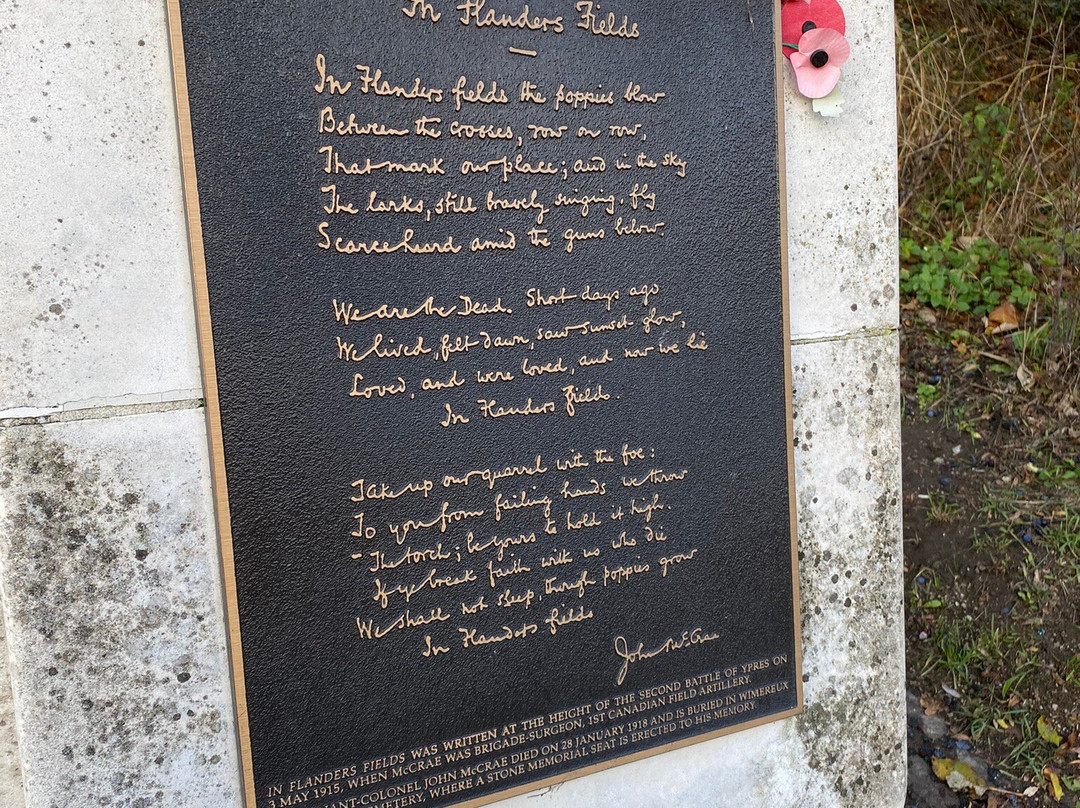 In Flanders Fields
In Flanders fields the poppies blow
Between the crosses, row on row,
That mark our place; and in the sky
The larks, still bravely singing, fly
Scarce heard amid the guns below.
We are the Dead. Short days ago
We lived, felt dawn, saw sunset glow,
Loved, and were loved, and now we lie
In Flanders fields.
Take up our quarrel with the foe:
To you from failing hands we throw
The torch; be yours to hold it high.
If ye break faith with us who die
We shall not sleep, though poppies grow
In Flanders fields
John McCrae
IN FLANDERS FIELDS WAS WRITTEN AT THE HEIGHT OF THE SECOND BATTLE OF YPRES ON
3 MAY 1915, WHEN McCRAE WAS BRIGADE-SURGEON, 1ST CANADIAN FIELD ARTILLERY.
ANT-COLONEL JOHN McCRAE DIED ON 28 JANUARY 1918 AND IS BURIED IN WIMEREUX
METERY, WHERE A STONE MEMORIAL SEAT IS ERECTED TO HIS MEMORY.